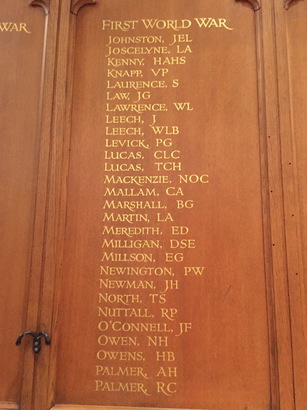 WAR
FIRST WORLD WAR
JOHNSTON, JEL
JOSCELYNE, LA
KENNY, HAHS
KNAPP, VP
LAURENCE, S
LAW, JG
LAWRENCE, WL
LEECH, J
LEECH, WLB
LEVICK, PG
LUCAS, CLC
LUCAS, TCH
MACKENZIE, NOC
MALLAM, CA
MARSHALL, BG
MARTIN, LA
MEREDITH, ED
MILLIGAN, DSE
MILLSON, EG
NEWINGTON, PW
NEWMAN, JH
NORTH, TS
NUTTALL, RP
O'CONNELL, JF
OWEN, NH
OWENS, HB
PALMER, AH
PALMER, RC